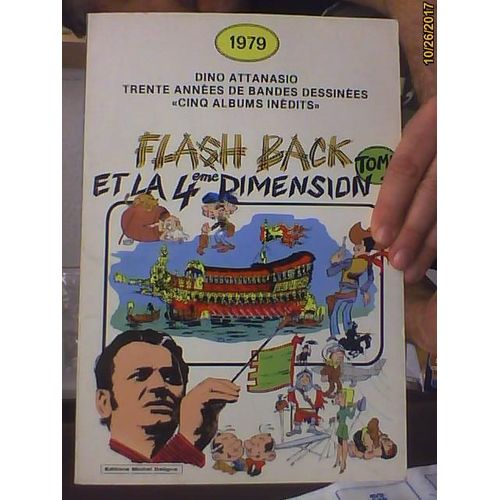 10/26/2017
1979
DINO ATTANASIO
TRENTE ANNÉES DE BANDES DESSINÉES
«CINQ ALBUMS INÉDITS»
FLASH BACK
ET LA 4eme DIMENSION
Editions Michel Deligne